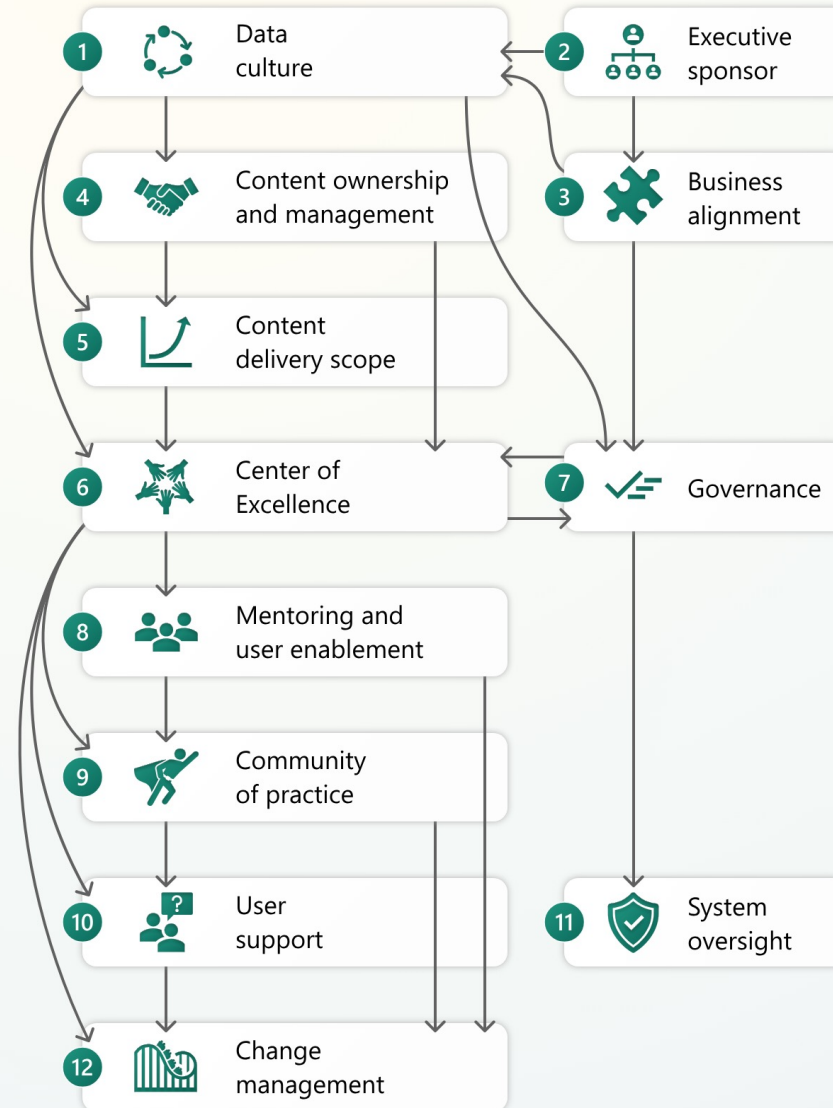 1
Data
culture
2
Executive
sponsor
4
Content ownership
and management
3
Business
alignment
5
Content
delivery scope
6
Center of
Excellence
7
Governance
8
Mentoring and
user enablement
9
Community
of practice
10
?
User
support
11
System
oversight
12
Change
management